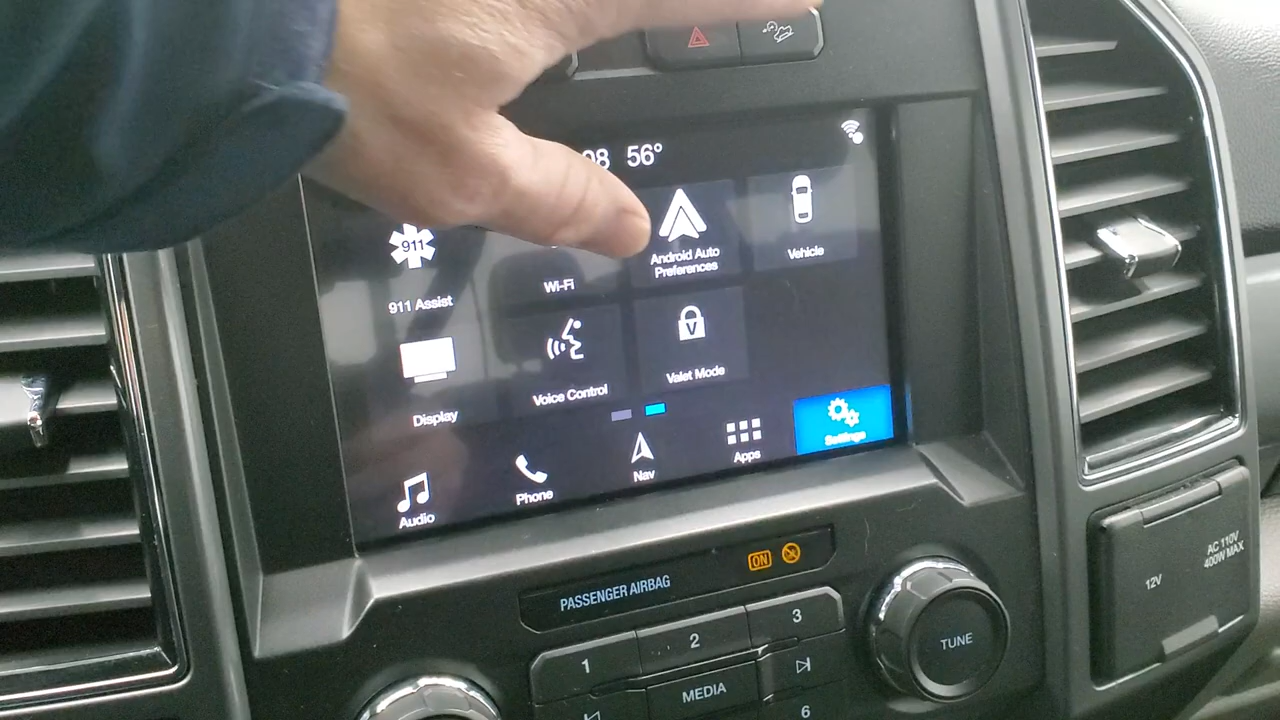 56°
911
911 Assist
Wi-Fi
Android Auto
Preferences
Vehicle
Display
Voice Control
V
Valet Mode
Audio
Phone
Nav
Apps
Settings
PASSENGER AIRBAG
ON
1
2
3
MEDIA
6
TUNE
12V
AC 110V
400W MAX